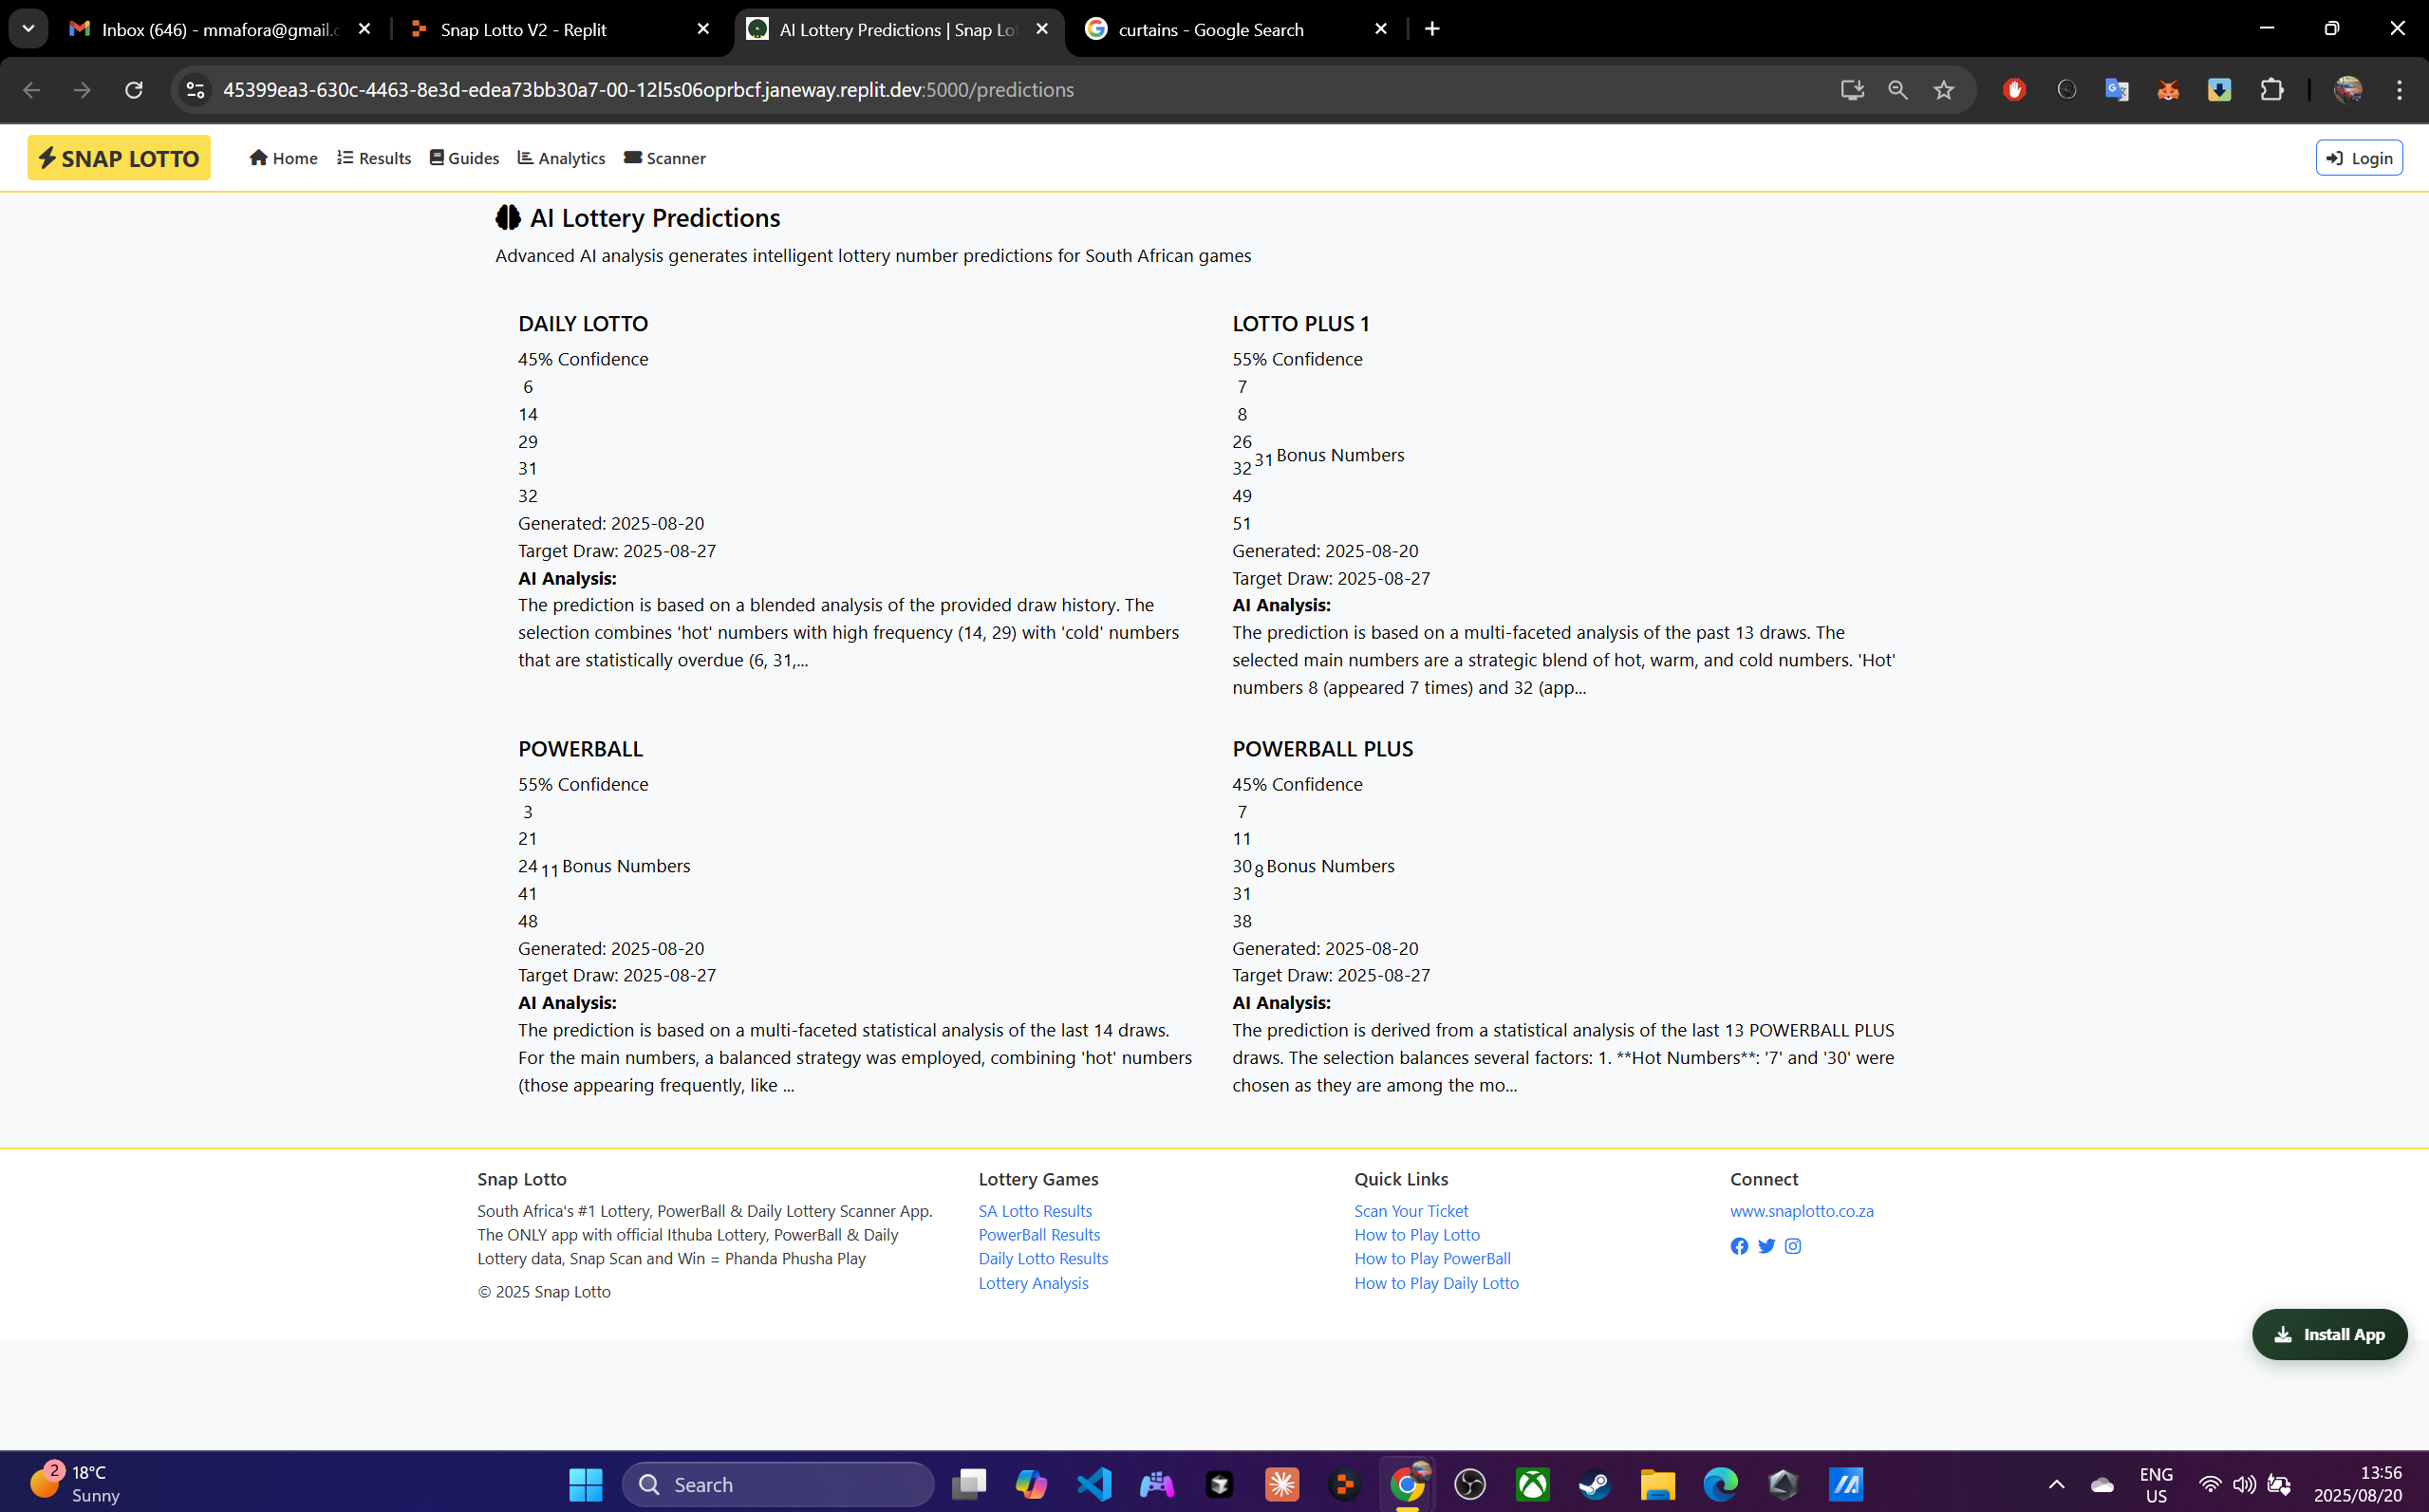 Inbox (646) - mmafora@gmail.c
Snap Lotto V2 - Replit
AI Lottery Predictions | Snap Lo
curtains - Google Search
45399ea3-630c-4463-8e3d-edea73bb30a7-00-12l5s06oprbcf.janeway.replit.dev:5000/predictions
SNAP LOTTO
Home
Results
Guides
Analytics
Scanner
Login
AI Lottery Predictions
Advanced AI analysis generates intelligent lottery number predictions for South African games
DAILY LOTTO
45% Confidence
6
14
29
31
32
Generated: 2025-08-20
Target Draw: 2025-08-27
AI Analysis:
The prediction is based on a blended analysis of the provided draw history. The
selection combines 'hot' numbers with high frequency (14, 29) with 'cold' numbers
that are statistically overdue (6, 31,...
LOTTO PLUS 1
55% Confidence
7
8
26
32
31 Bonus Numbers
49
51
Generated: 2025-08-20
Target Draw: 2025-08-27
AI Analysis:
The prediction is based on a multi-faceted analysis of the past 13 draws. The
selected main numbers are a strategic blend of hot, warm, and cold numbers. 'Hot'
numbers 8 (appeared 7 times) and 32 (app...
POWERBALL
55% Confidence
3
21
24 11 Bonus Numbers
41
48
Generated: 2025-08-20
Target Draw: 2025-08-27
AI Analysis:
The prediction is based on a multi-faceted statistical analysis of the last 14 draws.
For the main numbers, a balanced strategy was employed, combining 'hot' numbers
(those appearing frequently, like ...
POWERBALL PLUS
45% Confidence
7
11
30 8 Bonus Numbers
31
38
Generated: 2025-08-20
Target Draw: 2025-08-27
AI Analysis:
The prediction is derived from a statistical analysis of the last 13 POWERBALL PLUS
draws. The selection balances several factors: 1. **Hot Numbers**: '7' and '30' were
chosen as they are among the mo...
Snap Lotto
South Africa's #1 Lottery, PowerBall & Daily Lottery Scanner App.
The ONLY app with official Ithuba Lottery, PowerBall & Daily
Lottery data, Snap Scan and Win = Phanda Phusha Play
© 2025 Snap Lotto
Lottery Games
SA Lotto Results
PowerBall Results
Daily Lotto Results
Lottery Analysis
Quick Links
Scan Your Ticket
How to Play Lotto
How to Play PowerBall
How to Play Daily Lotto
Connect
www.snaplotto.co.za
Install App
2
18°C
Sunny
Search
ENG
US
13:56
2025/08/20